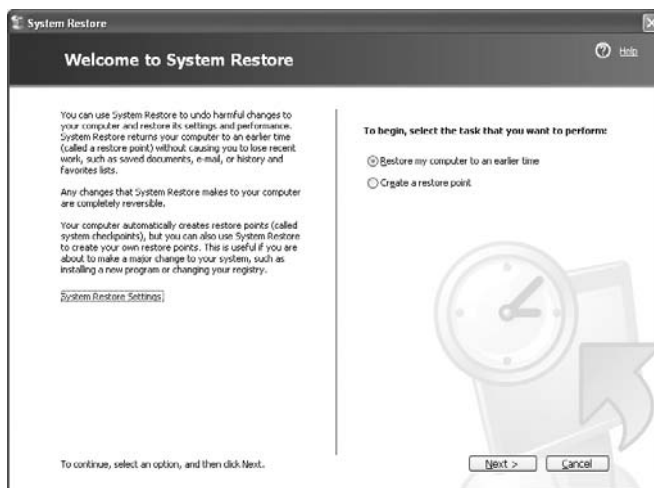 System Restore
Welcome to System Restore
Help
You can use System Restore to undo harmful changes to
your computer and restore its settings and performance.
System Restore returns your computer to an earlier time
(called a restore point) without causing you to lose recent
work, such as saved documents, e-mail, or history and
favorites lists.
Any changes that System Restore makes to your computer
are completely reversible.
Your computer automatically creates restore points (called
system checkpoints), but you can also use System Restore
to create your own restore points. This is useful if you are
about to make a major change to your system, such as
installing a new program or changing your registry.
System Restore Settings
To begin, select the task that you want to perform:
Restore my computer to an earlier time
Create a restore point
To continue, select an option, and then click Next.
Next >
Cancel